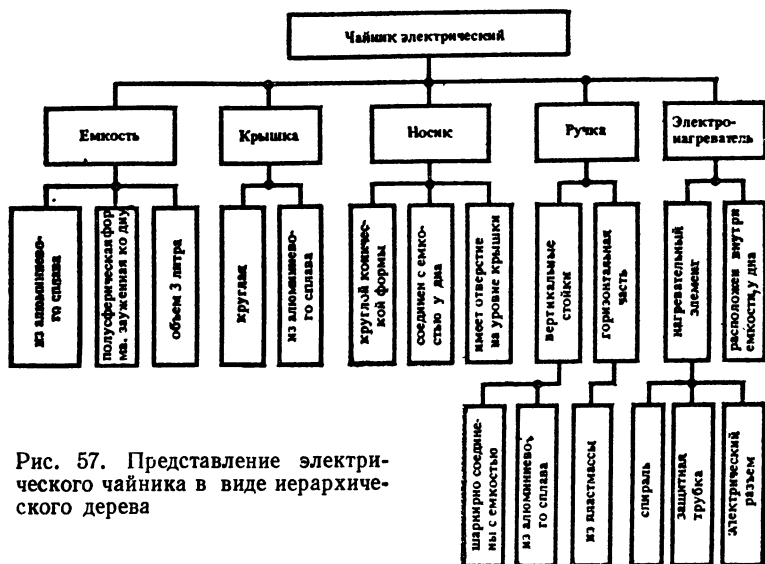 Чайник электрический
Емкость
Крышка
Носик
Ручка
Электро-
нагреватель
из алюминиево-
го сплава
полусферическая фор
ма, зауженная ко дну
объем 3 литра
круглая
из алюминиево-
го сплава
круглой коничес-
кой формы
соединен с емко-
стью у дна
имеет отверстие
на уровне крышки
вертикальные
стойки
горизонтальная
часть
нагревательный
элемент
расположен внутри
емкости, у дна
шарнирно соедине-
ны с емкостью
из алюминиево-
го сплава
из пластмассы
спираль
защитная
трубка
электрический
разъем
Рис. 57. Представление электри-
ческого чайника в виде иерархиче-
ского дерева